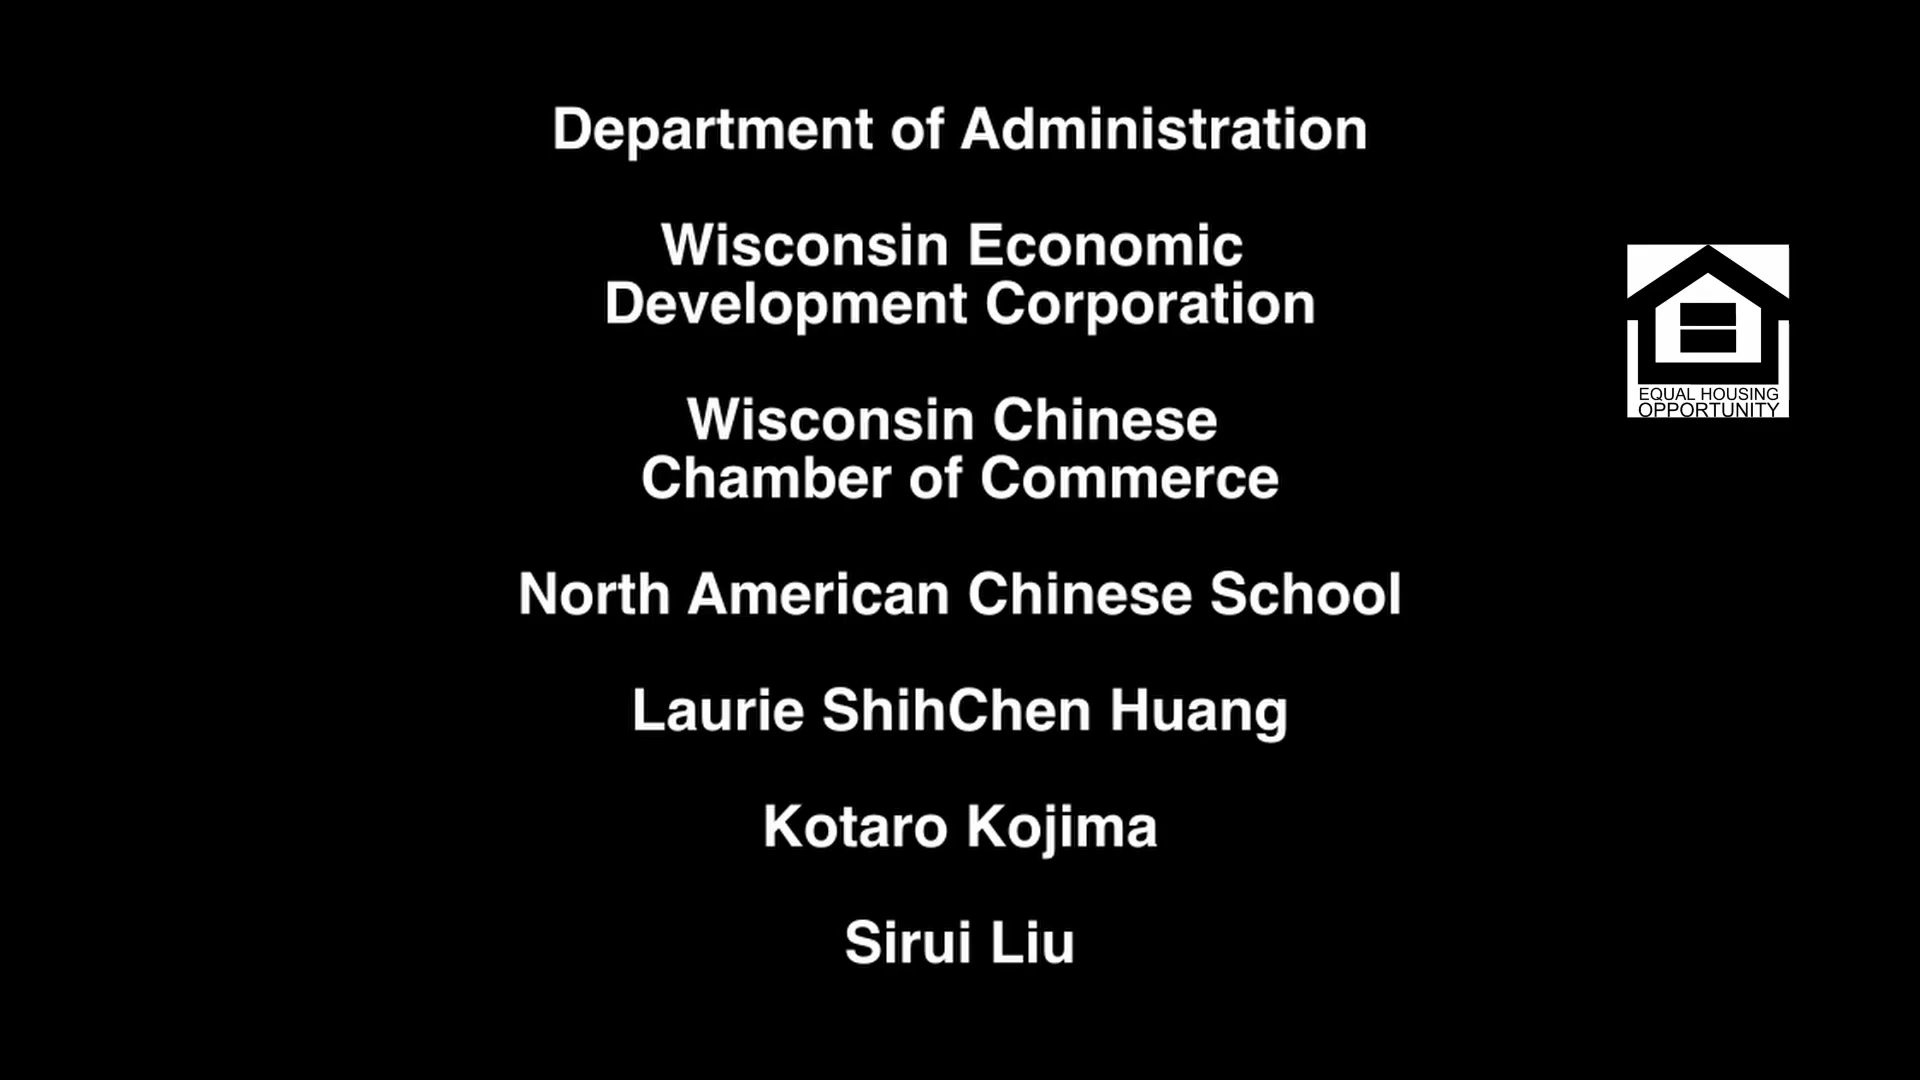 Department of Administration
Wisconsin Economic
Development Corporation
Wisconsin Chinese
Chamber of Commerce
North American Chinese School
Laurie ShihChen Huang
Kotaro Kojima
Sirui Liu
EQUAL HOUSING
OPPORTUNITY